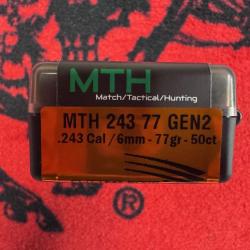 MTH
Match/Tactical/Hunting
MTH 243 77 GEN2
.243 Cal / 6mm - 77gr - 50ct
®